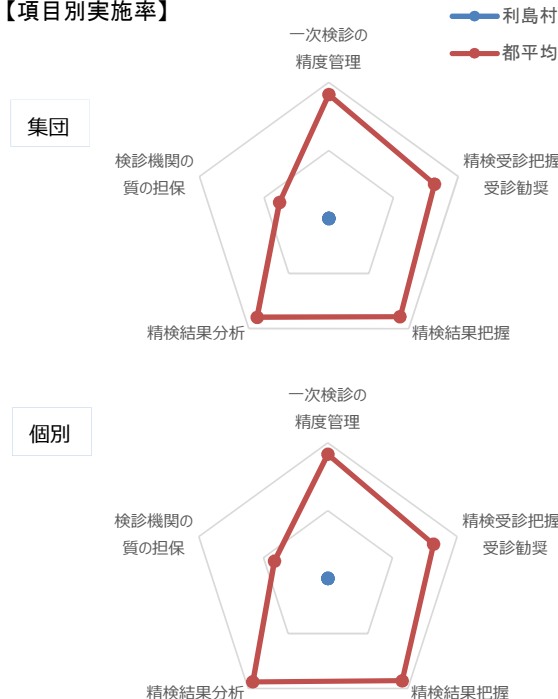 【項目別実施率】
利島村
都平均
集団
一次検診の
精度管理
検診機関の
質の担保
精検受診把握
受診勧奨
精検結果分析
精検結果把握
個別
一次検診の
精度管理
検診機関の
質の担保
精検受診把握
受診勧奨
精検結果分析
精検結果把握